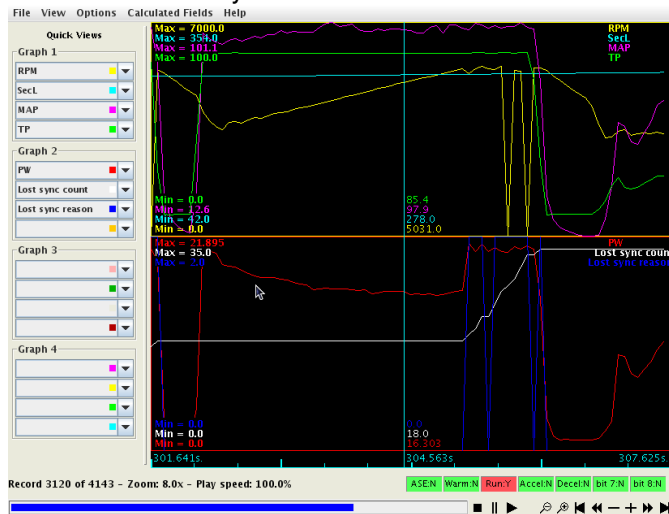 File View Options Calculated Fields Help
Quick Views
Graph 1
RPM
SecL
MAP
TP
Graph 2
PW
Lost sync count
Lost sync reason
Graph 3
Graph 4
Max = 7000.0 RPM
Max = 354.0 SecL
Max = 101.1 MAP
Max = 100.0 TP
Min = 0.0 85.4
Min = 12.6 97.9
Min = 42.0 278.0
Min = 0.0 5031.0
Max = 21.895 PW
Max = 35.0 Lost sync coun
Max = 2.0 Lost sync reason
Min = 0.0 0.0
Min = 0.0 18.0
Min = 0.0 16.303
301.641s. 304.563s 307.625s.
Record 3120 of 4143 - Zoom: 8.0x - Play speed: 100.0%
ASE:N Warm:N Run:Y Accel:N Decel:N bit 7:N bit 8:N